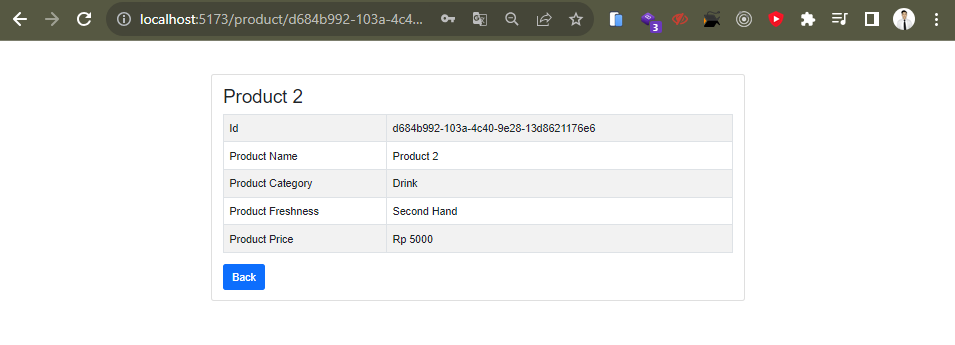 localhost:5173/product/d684b992-103a-4c4...
3
Product 2
Id d684b992-103a-4c40-9e28-13d8621176e6
Product Name Product 2
Product Category Drink
Product Freshness Second Hand
Product Price Rp 5000
Back